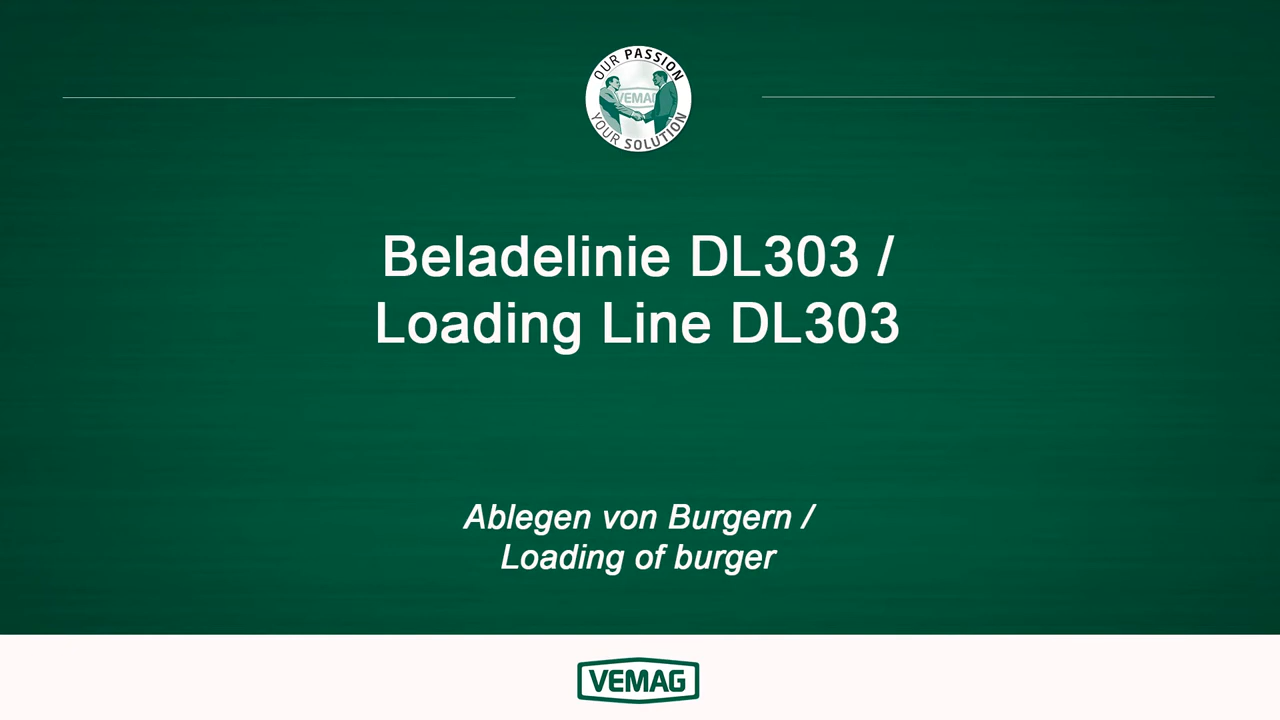 OUR PASSION
VEMAG
YOUR SOLUTION
Beladelinie DL303 /
Loading Line DL303
Ablegen von Burgern /
Loading of burger
VEMAG